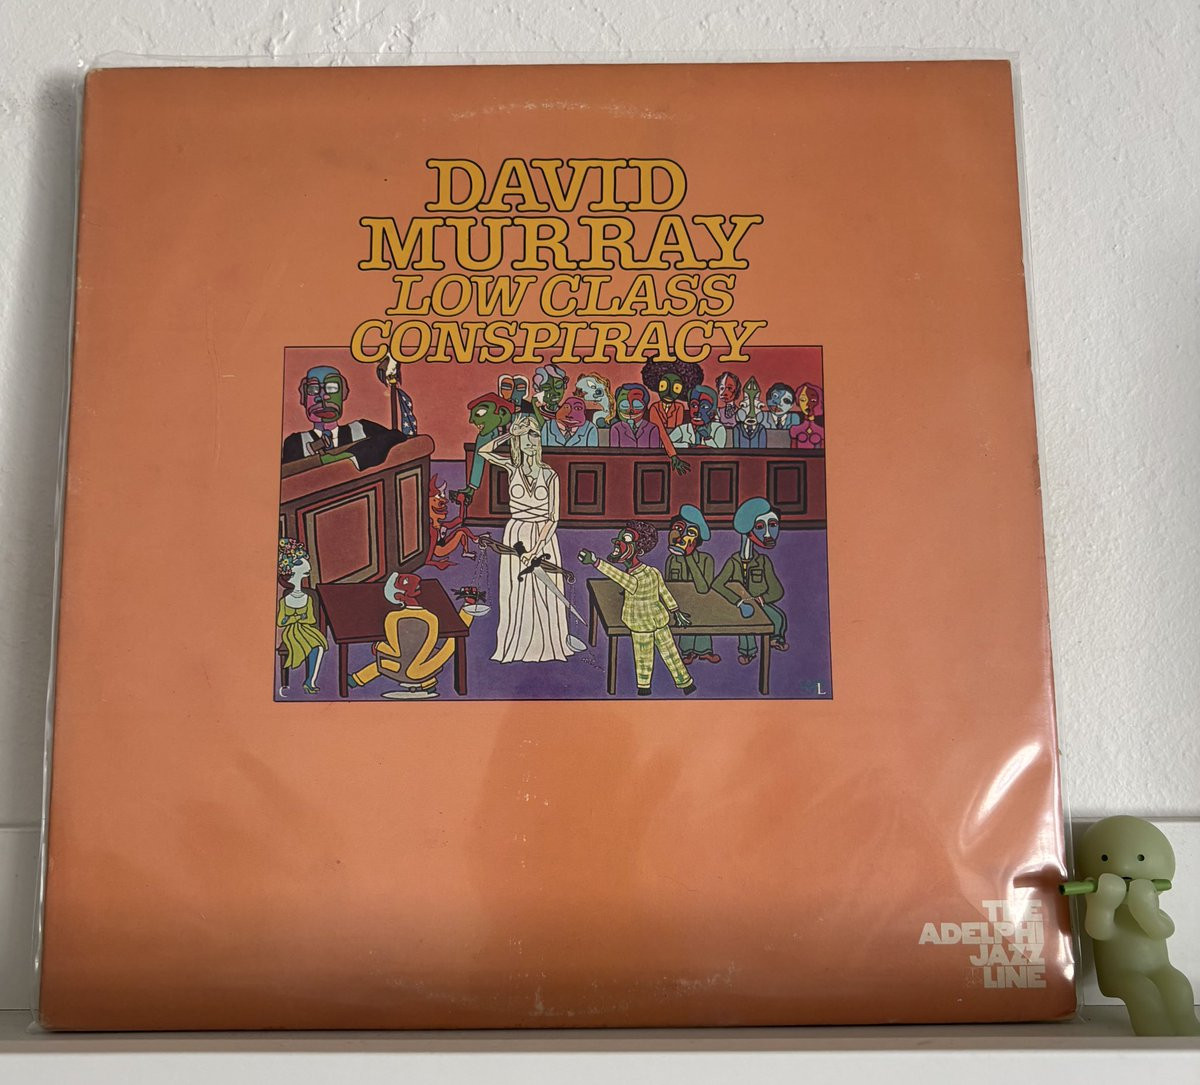 DAVID
MURRAY
LOW CLASS
CONSPIRACY
C
L
THE
ADELPHI
JAZZ
LINE